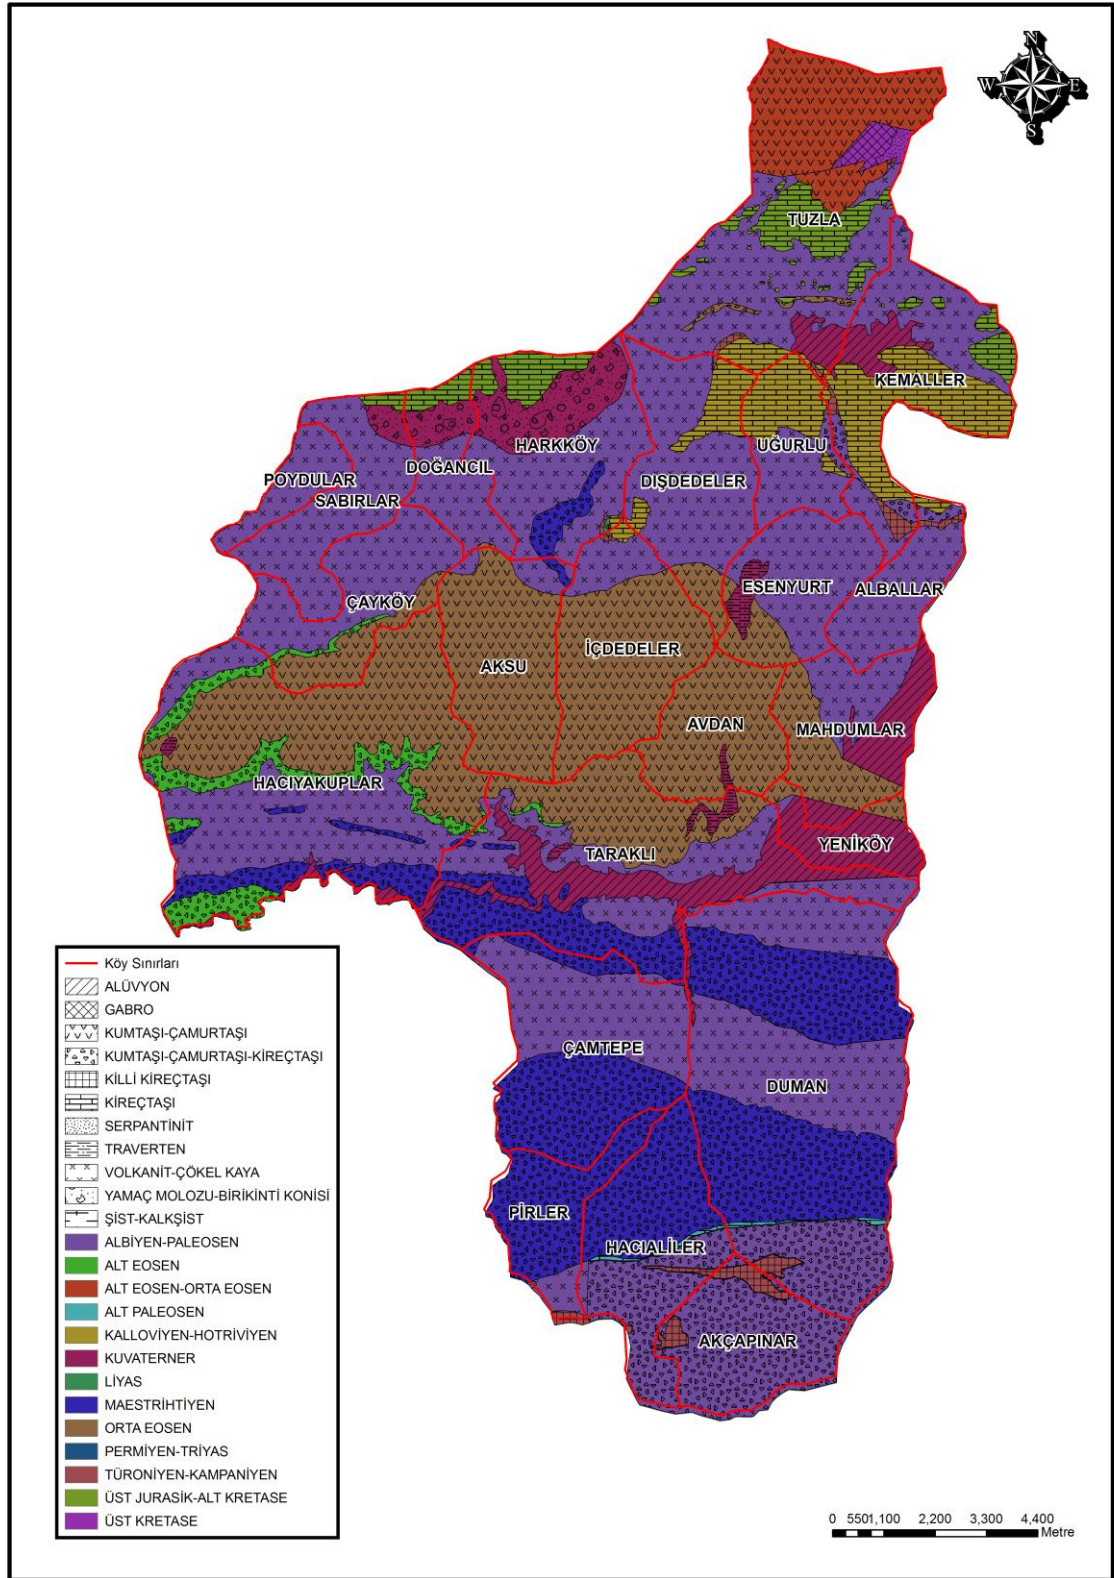 N
W E
S
TUZLA
KEMALLER
HARKKÖY
UĞURLU
DOĞANCIL
POYDULAR
DIŞDEDELER
SABIRLAR
ESENYURT
ALBALLAR
ÇAYKÖY
İÇDEDELER
AKSU
AVDAN
MAHDUMLAR
HACIYAKUPLAR
YENİKÖY
TARAKLI
ÇAMTEPE
DUMAN
PİRLER
HACIALİLER
AKÇAPINAR
Köy Sınırları
ALÜVYON
GABRO
KUMTAŞI-ÇAMURTAŞI
KUMTAŞI-ÇAMURTAŞI-KİREÇTAŞI
KİLLİ KİREÇTAŞI
KİREÇTAŞI
SERPANTİNİT
TRAVERTEN
VOLKANİT-ÇÖKEL KAYA
YAMAÇ MOLOZU-BİRİKİNTİ KONİSİ
ŞİST-KALKŞİST
ALBİYEN-PALEOSEN
ALT EOSEN
ALT EOSEN-ORTA EOSEN
ALT PALEOSEN
KALLOVİYEN-HOTRİVİYEN
KUVATERNER
LİYAS
MAESTRİHTİYEN
ORTA EOSEN
PERMİYEN-TRİYAS
TÜRONİYEN-KAMPANİYEN
ÜST JURASİK-ALT KRETASE
ÜST KRETASE
0 5501,100 2,200 3,300 4,400
Metre